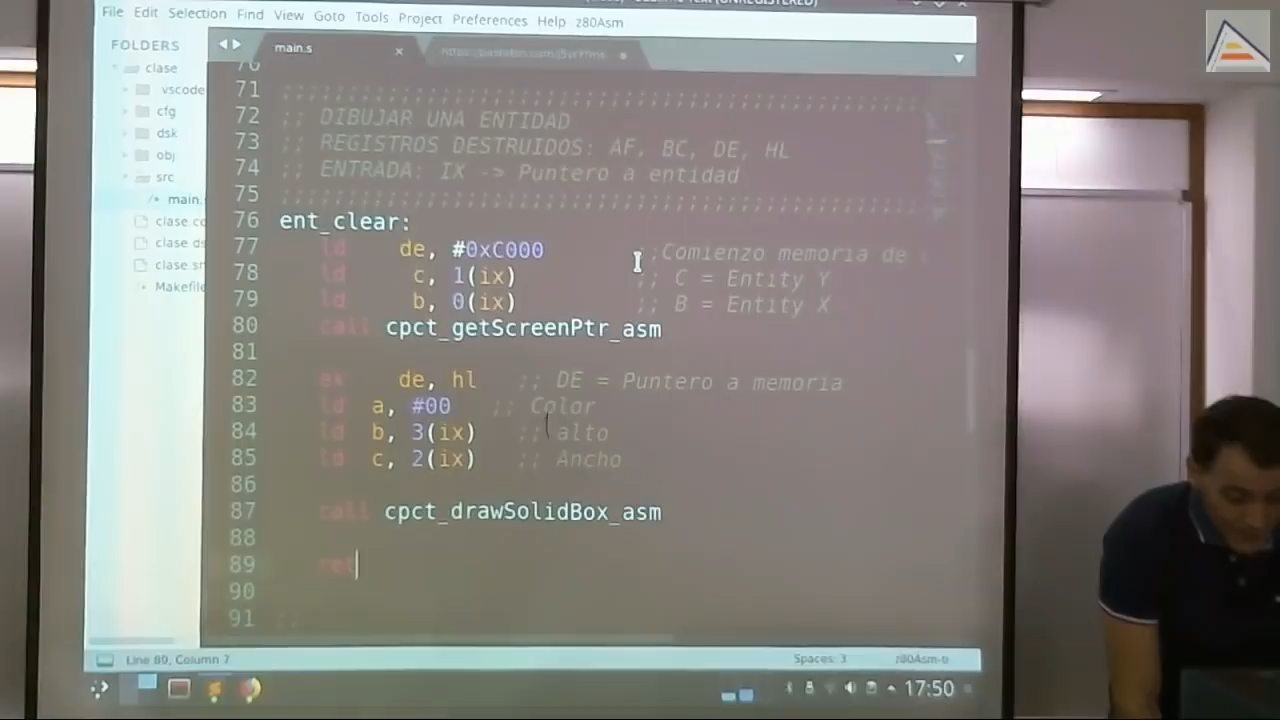 File Edit Selection Find View Goto Tools Project Preferences Help z80Asm
FOLDERS
clase
vscode
cfg
dsk
obj
src
/* main.
clase
clase
clase
Makefile
main.s ×
70
71 ;;;;;;;;;;;;;;;;;;;;;;;;;;;;;;;;;;;;;;;;;;;;;;;;;
72 ;; DIBUJAR UNA ENTIDAD
73 ;; REGISTROS DESTRUIDOS: AF, BC, DE, HL
74 ;; ENTRADA: IX -> Puntero a entidad
75 ;;;;;;;;;;;;;;;;;;;;;;;;;;;;;;;;;;;;;;;;;;;;;;;;;
76 ent_clear:
77 ld de, #0xC000 ;;Comienzo memoria de
78 ld c, 1(ix) ;; C = Entity Y
79 ld b, 0(ix) ;; B = Entity X
80 call cpct_getScreenPtr_asm
81
82 ex de, hl ;; DE = Puntero a memoria
83 ld a, #00 ;; Color
84 ld b, 3(ix) ;; alto
85 ld c, 2(ix) ;; Ancho
86
87 call cpct_drawSolidBox_asm
88
89 ret
90
91 ;;
Line 89, Column 7 Spaces: 3
17:50